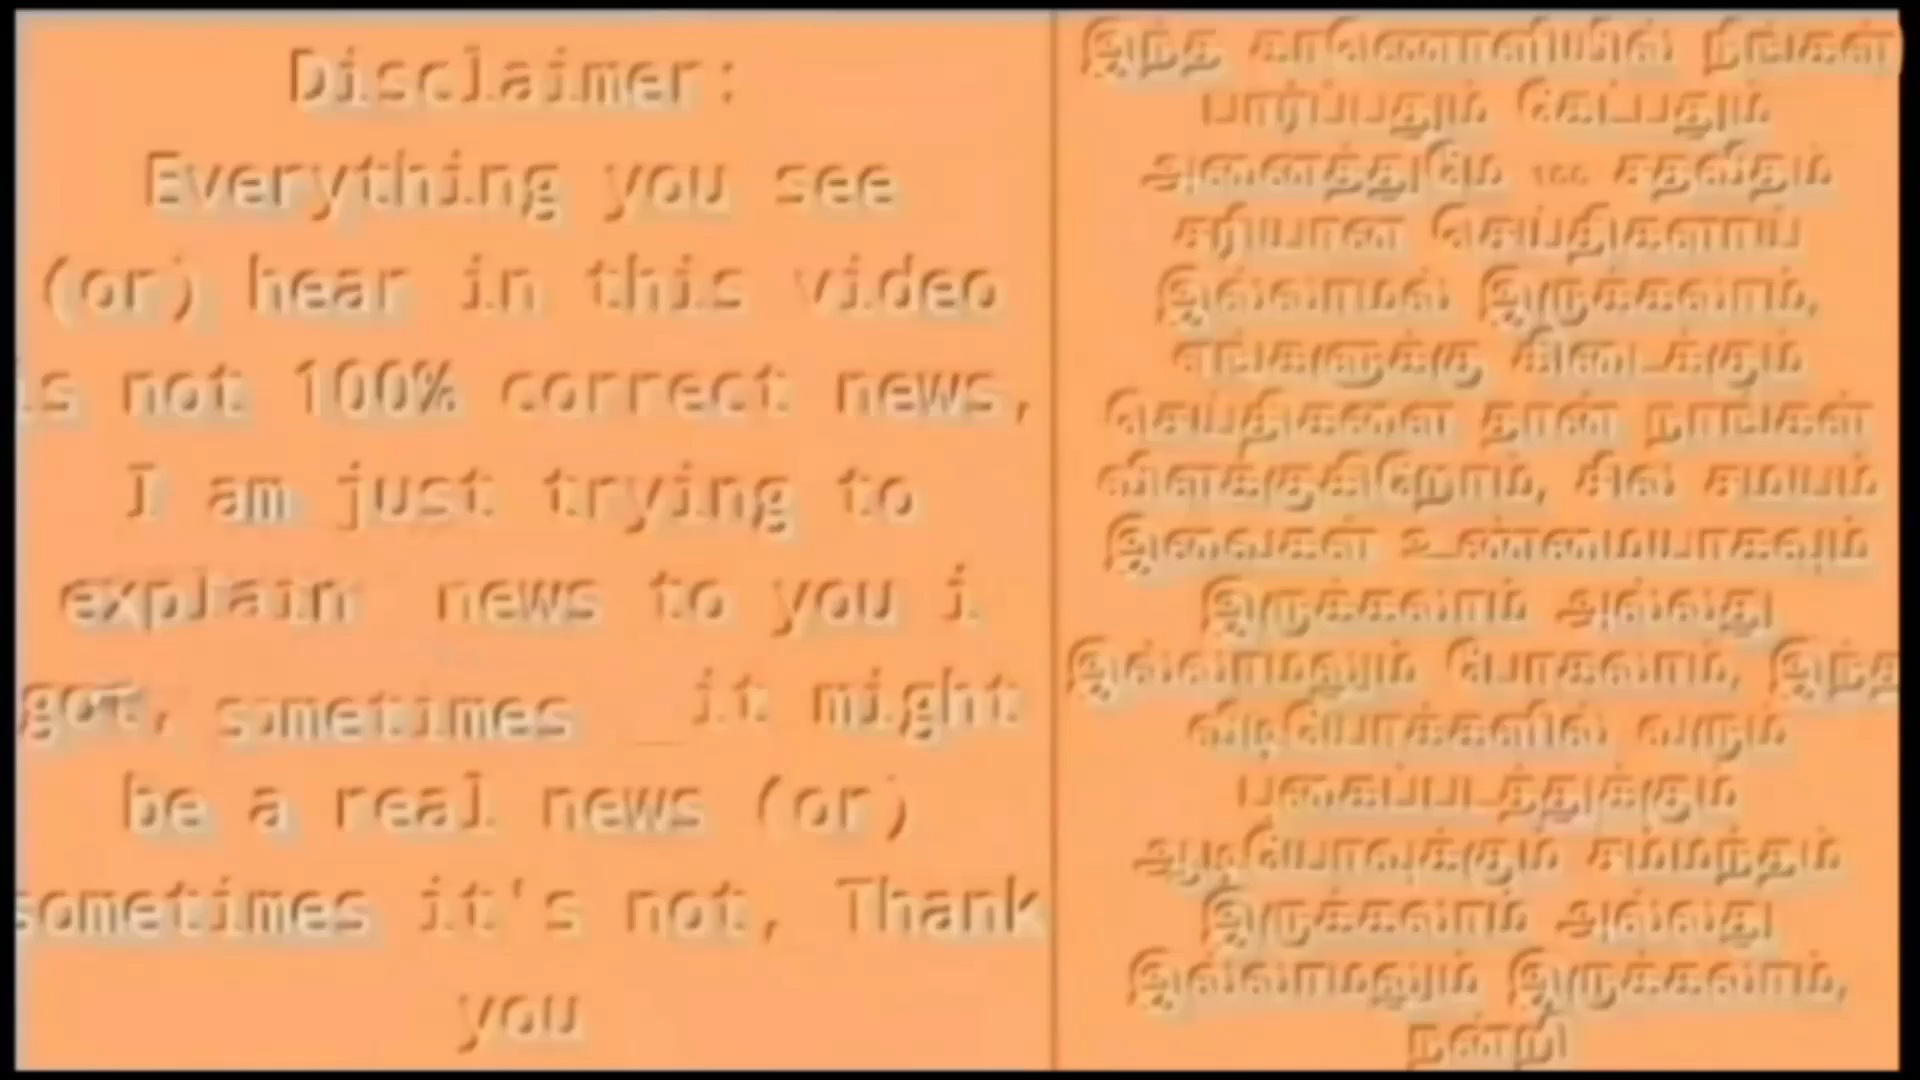 Disclaimer:
Everything you see
(or) hear in this video
is not 100% correct news,
I am just trying to
explain news to you i
got, sometimes _it might
be a real news (or)
sometimes it's not, Thank
you
இந்த காணொளியில் நீங்கள்
பார்ப்பதும் கேட்பதும்
அனைத்துமே 100 சதவீதம்
சரியான செய்திகளாய்
இல்லாமல் இருக்கலாம்,
எங்களுக்கு கிடைக்கும்
செய்திகளை தான் நாங்கள்
விளக்குகிறோம், சில சமயம்
இவைகள் உண்மையாகவும்
இருக்கலாம் அல்லது
இல்லாமலும் போகலாம், இந்த
வீடியோக்களில் வரும்
புகைப்படத்துக்கும்
ஆடியோவுக்கும் சம்மந்தம்
இருக்கலாம் அல்லது
இல்லாமலும் இருக்கலாம்,
நன்றி